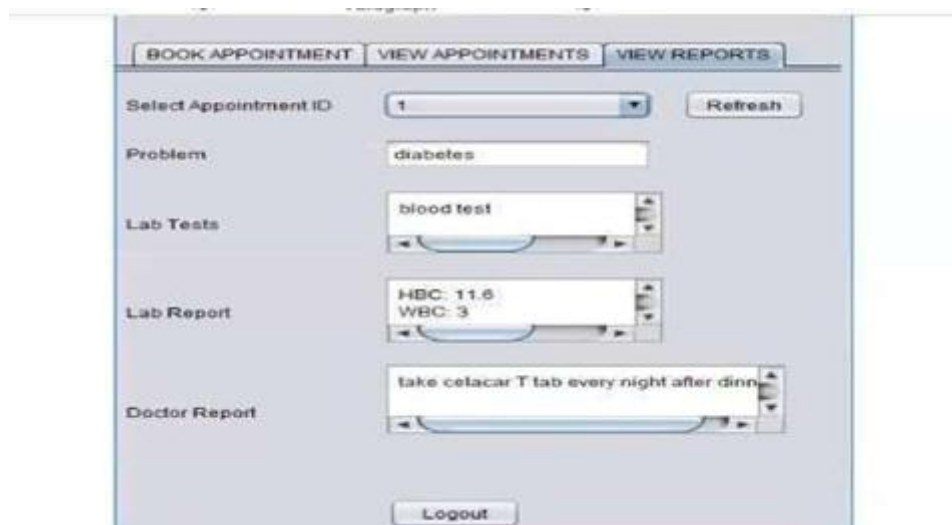 BOOK APPOINTMENT VIEW APPOINTMENTS VIEW REPORTS
Select Appointment ID 1 Refresh
Problem diabetes
Lab Tests blood test
Lab Report HBC: 11.6
WBC: 3
Doctor Report take celacar T tab every night after dinn
Logout